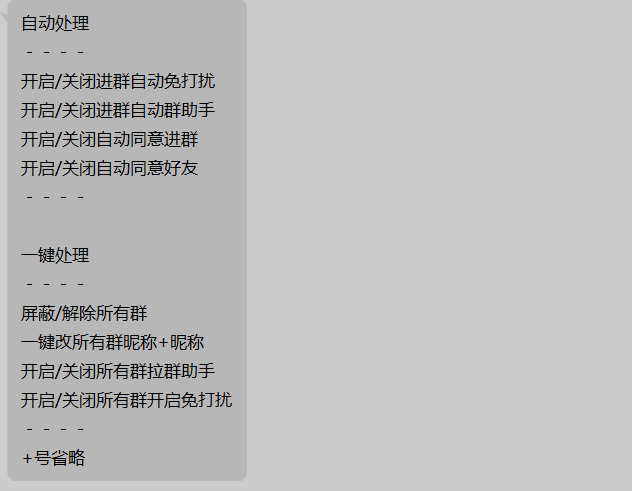 自动处理
- - - -
开启/关闭进群自动免打扰
开启/关闭进群自动群助手
开启/关闭自动同意进群
开启/关闭自动同意好友
- - - -
一键处理
- - - -
屏蔽/解除所有群
一键改所有群昵称+昵称
开启/关闭所有群拉群助手
开启/关闭所有群开启免打扰
- - - -
+号省略